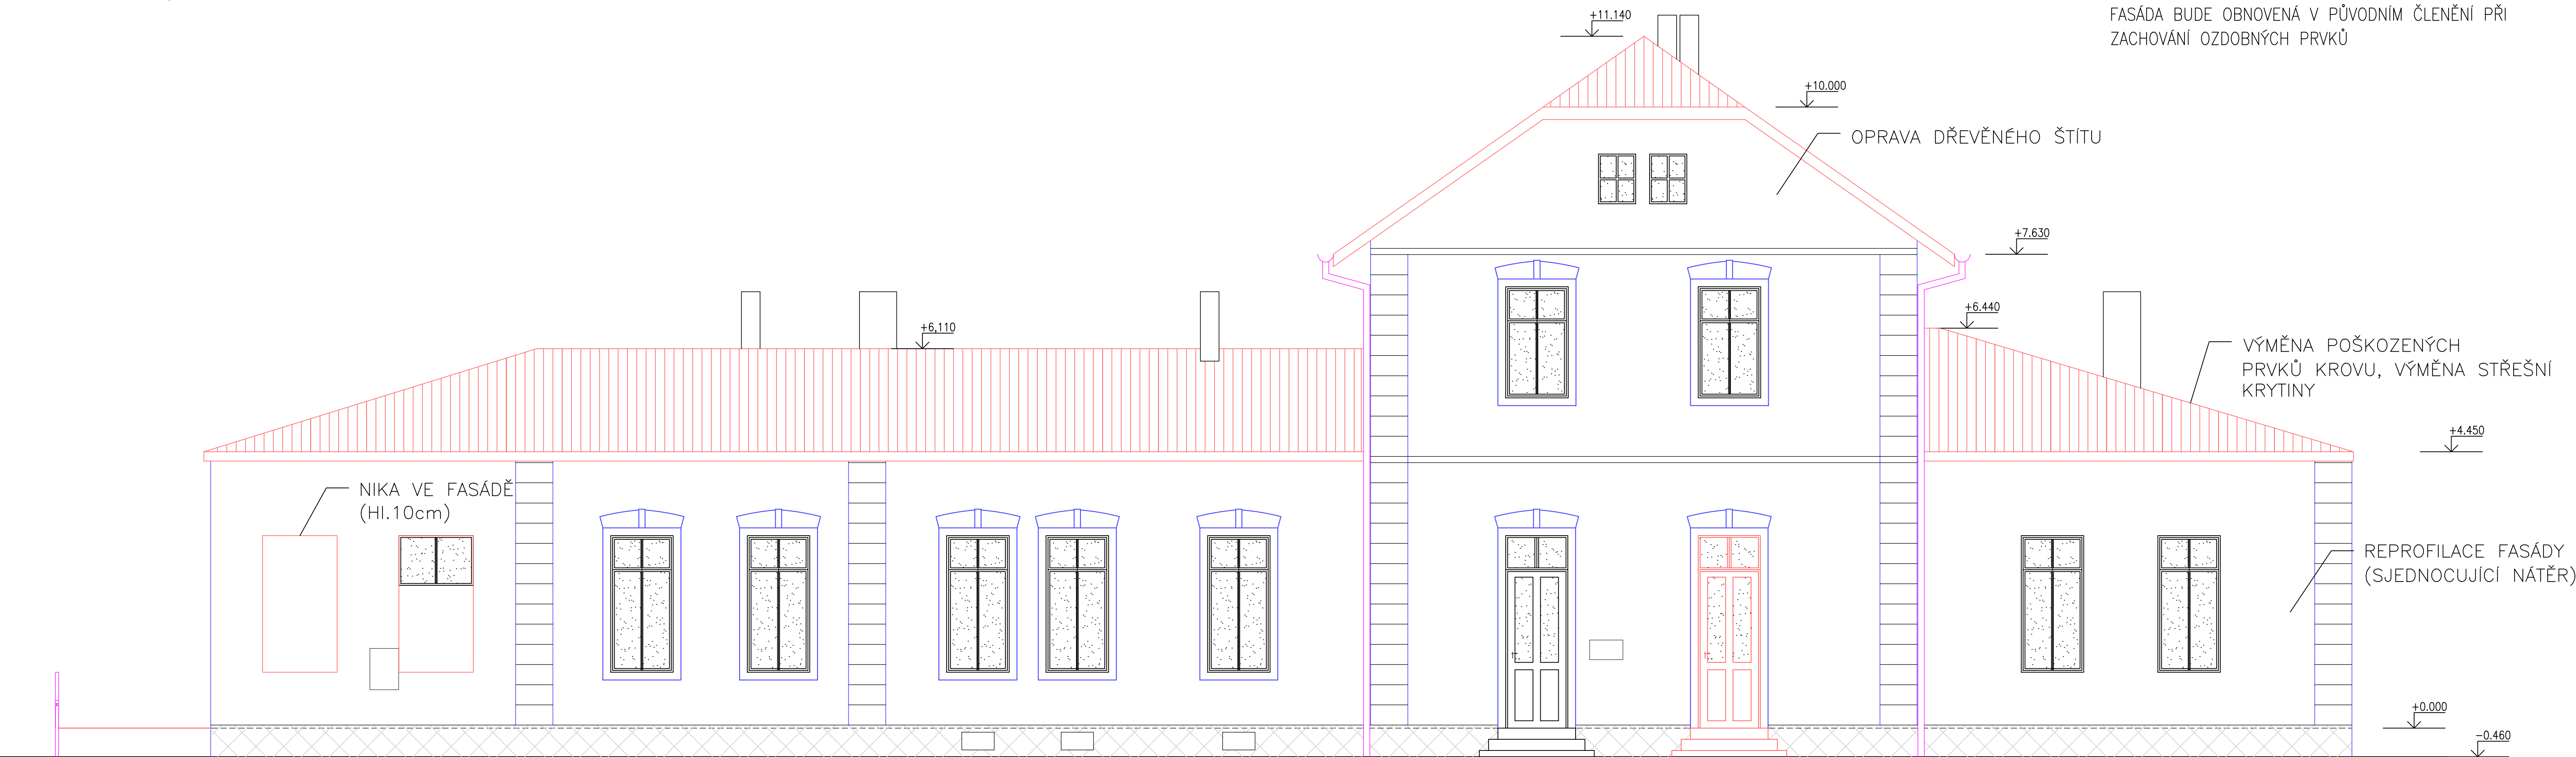 FASÁDA BUDE OBNOVENÁ V PŮVODNÍM ČLENĚNÍ PŘI
ZACHOVÁNÍ OZDOBNÝCH PRVKŮ
+11.140
+10.000
OPRAVA DŘEVĚNÉHO ŠTÍTU
+7.630
+6.440
+6,110
VÝMĚNA POŠKOZENÝCH
PRVKŮ KROVU, VÝMĚNA STŘEŠNÍ
KRYTINY
+4.450
NIKA VE FASÁDĚ
(Hl.10cm)
REPROFILACE FASÁDY
(SJEDNOCUJÍCÍ NÁTĚR)
+0.000
-0.460